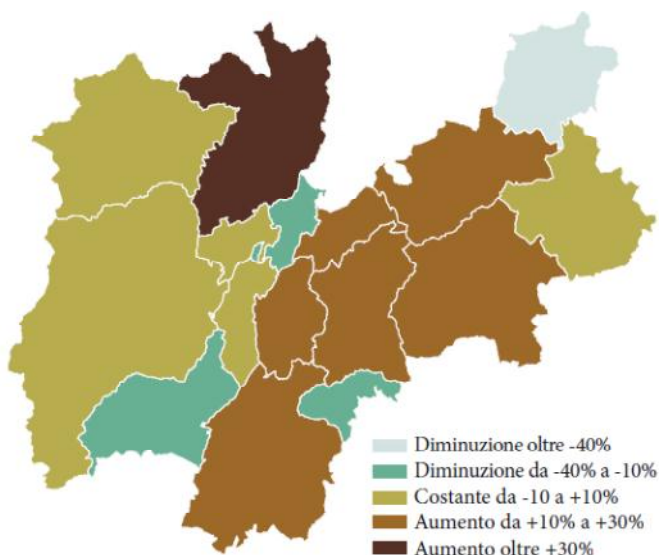 Diminuzione oltre -40%
Diminuzione da -40% a -10%
Costante da -10 a +10%
Aumento da +10% a +30%
Aumento oltre +30%